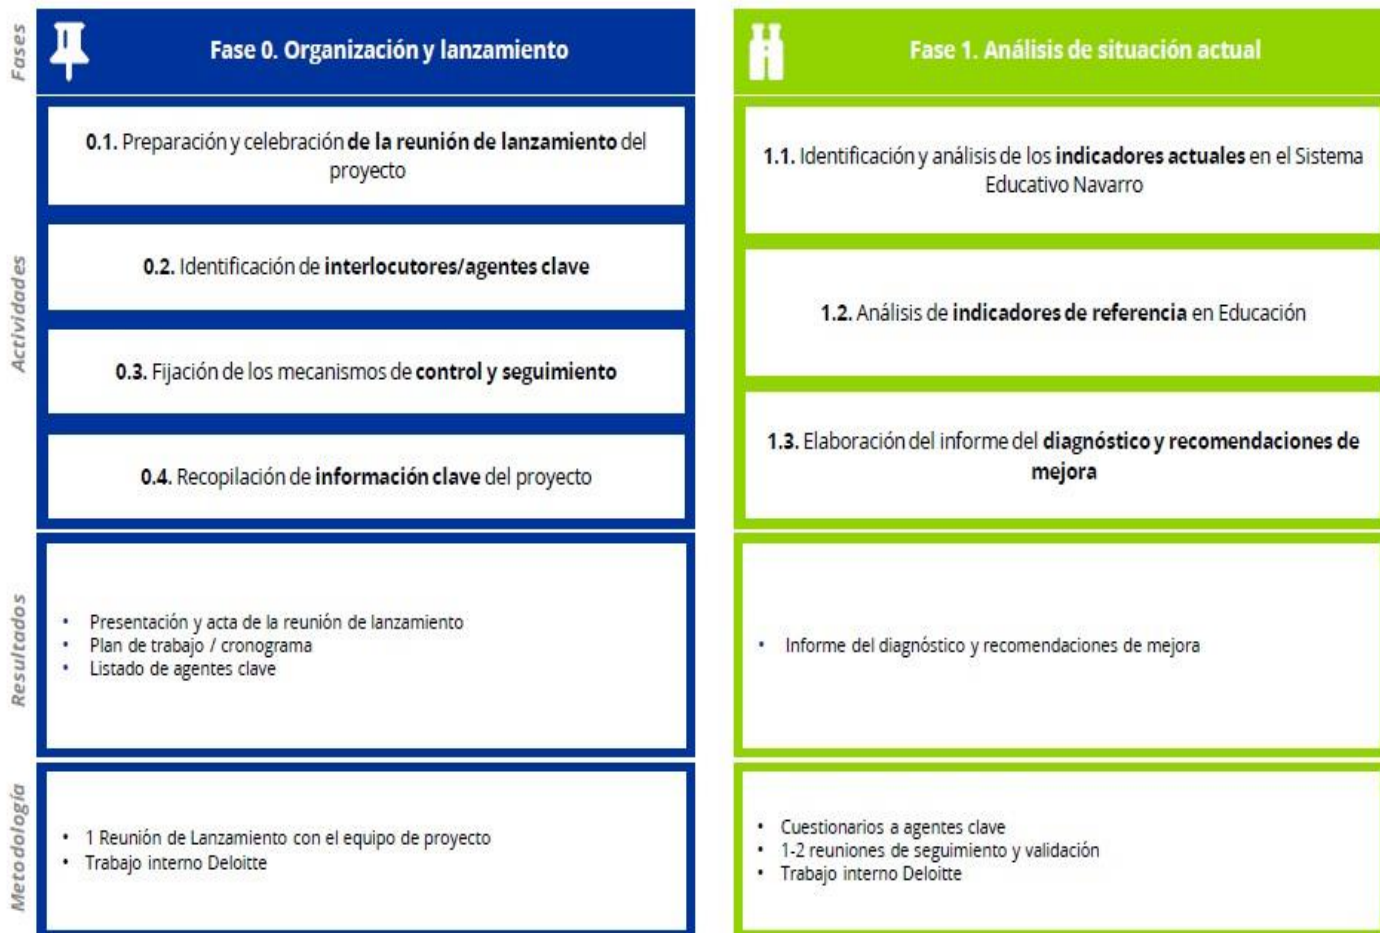 Fases
Fase 0. Organización y lanzamiento
Actividades
0.1. Preparación y celebración de la reunión de lanzamiento del
proyecto
0.2. Identificación de interlocutores/agentes clave
0.3. Fijación de los mecanismos de control y seguimiento
0.4. Recopilación de información clave del proyecto
Resultados
• Presentación y acta de la reunión de lanzamiento
• Plan de trabajo / cronograma
• Listado de agentes clave
Metodología
• 1 Reunión de Lanzamiento con el equipo de proyecto
• Trabajo interno Deloitte
Fase 1. Análisis de situación actual
1.1. Identificación y análisis de los indicadores actuales en el Sistema
Educativo Navarro
1.2. Análisis de indicadores de referencia en Educación
1.3. Elaboración del informe del diagnóstico y recomendaciones de
mejora
• Informe del diagnóstico y recomendaciones de mejora
• Cuestionarios a agentes clave
• 1-2 reuniones de seguimiento y validación
• Trabajo interno Deloitte